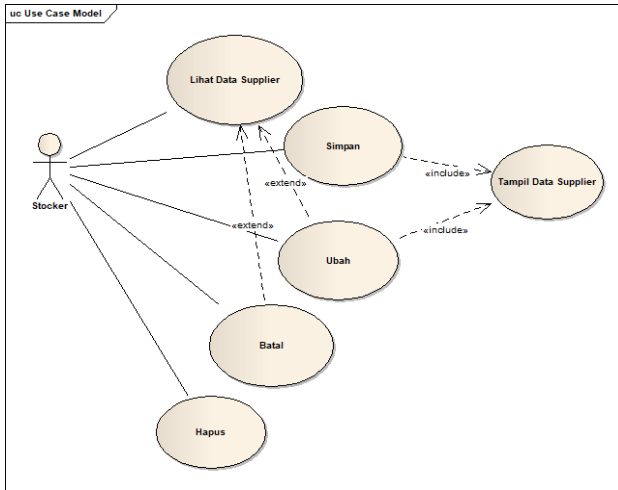 uc Use Case Model
Lihat Data Supplier
Simpan
Stocker
«include»
Tampil Data Supplier
«extend»
«extend»
«include»
Ubah
Batal
Hapus